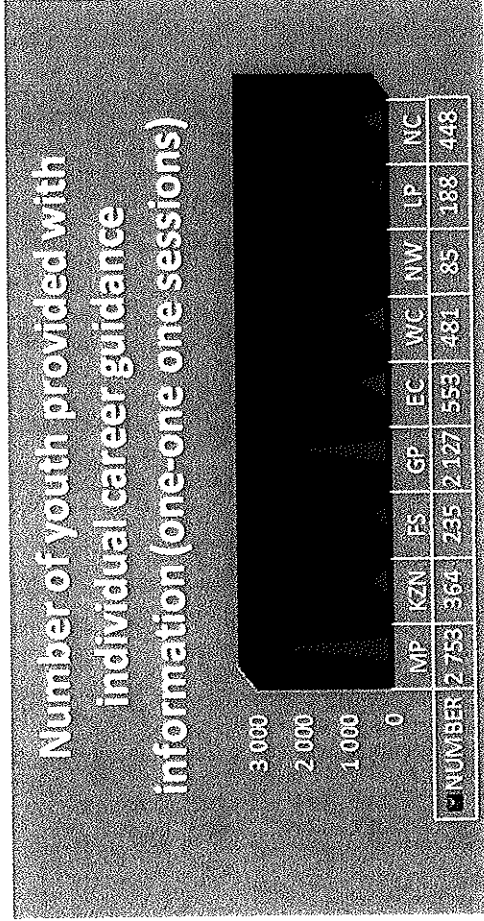 Number of youth provided with
individual career guidance
information (one-one one sessions)
3 000
2 000
1 000
0
MP KZN FS GP EC WC NW LP NC
NUMBER 2 753 364 235 2 127 553 481 85 188 448